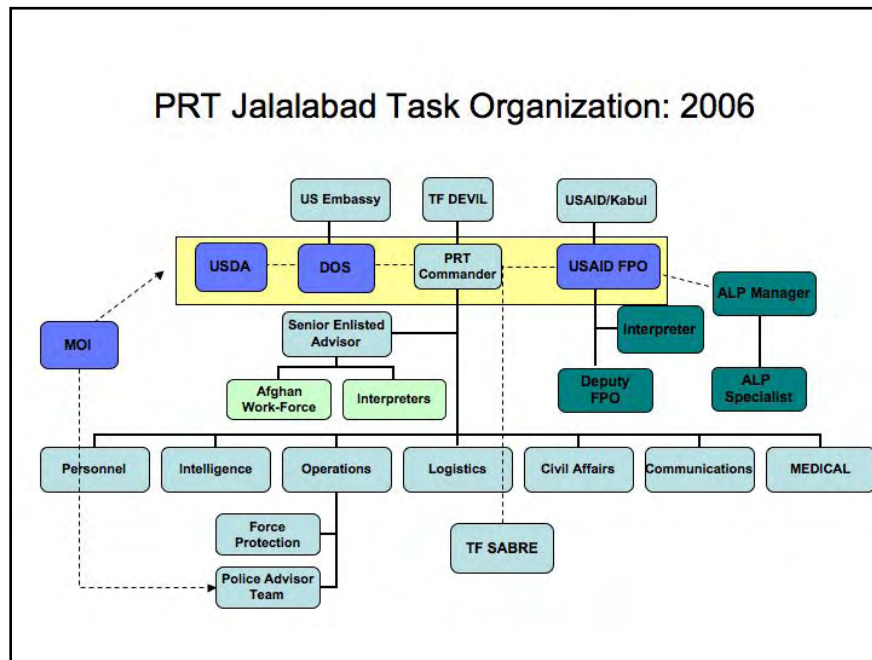 PRT Jalalabad Task Organization: 2006
US Embassy
TF DEVIL
USAID/Kabul
USDA
DOS
PRT
Commander
USAID FPO
ALP Manager
MOI
Senior Enlisted
Advisor
Interpreter
Afghan
Work-Force
Interpreters
Deputy
FPO
ALP
Specialist
Personnel
Intelligence
Operations
Logistics
Civil Affairs
Communications
MEDICAL
Force
Protection
TF SABRE
Police Advisor
Team